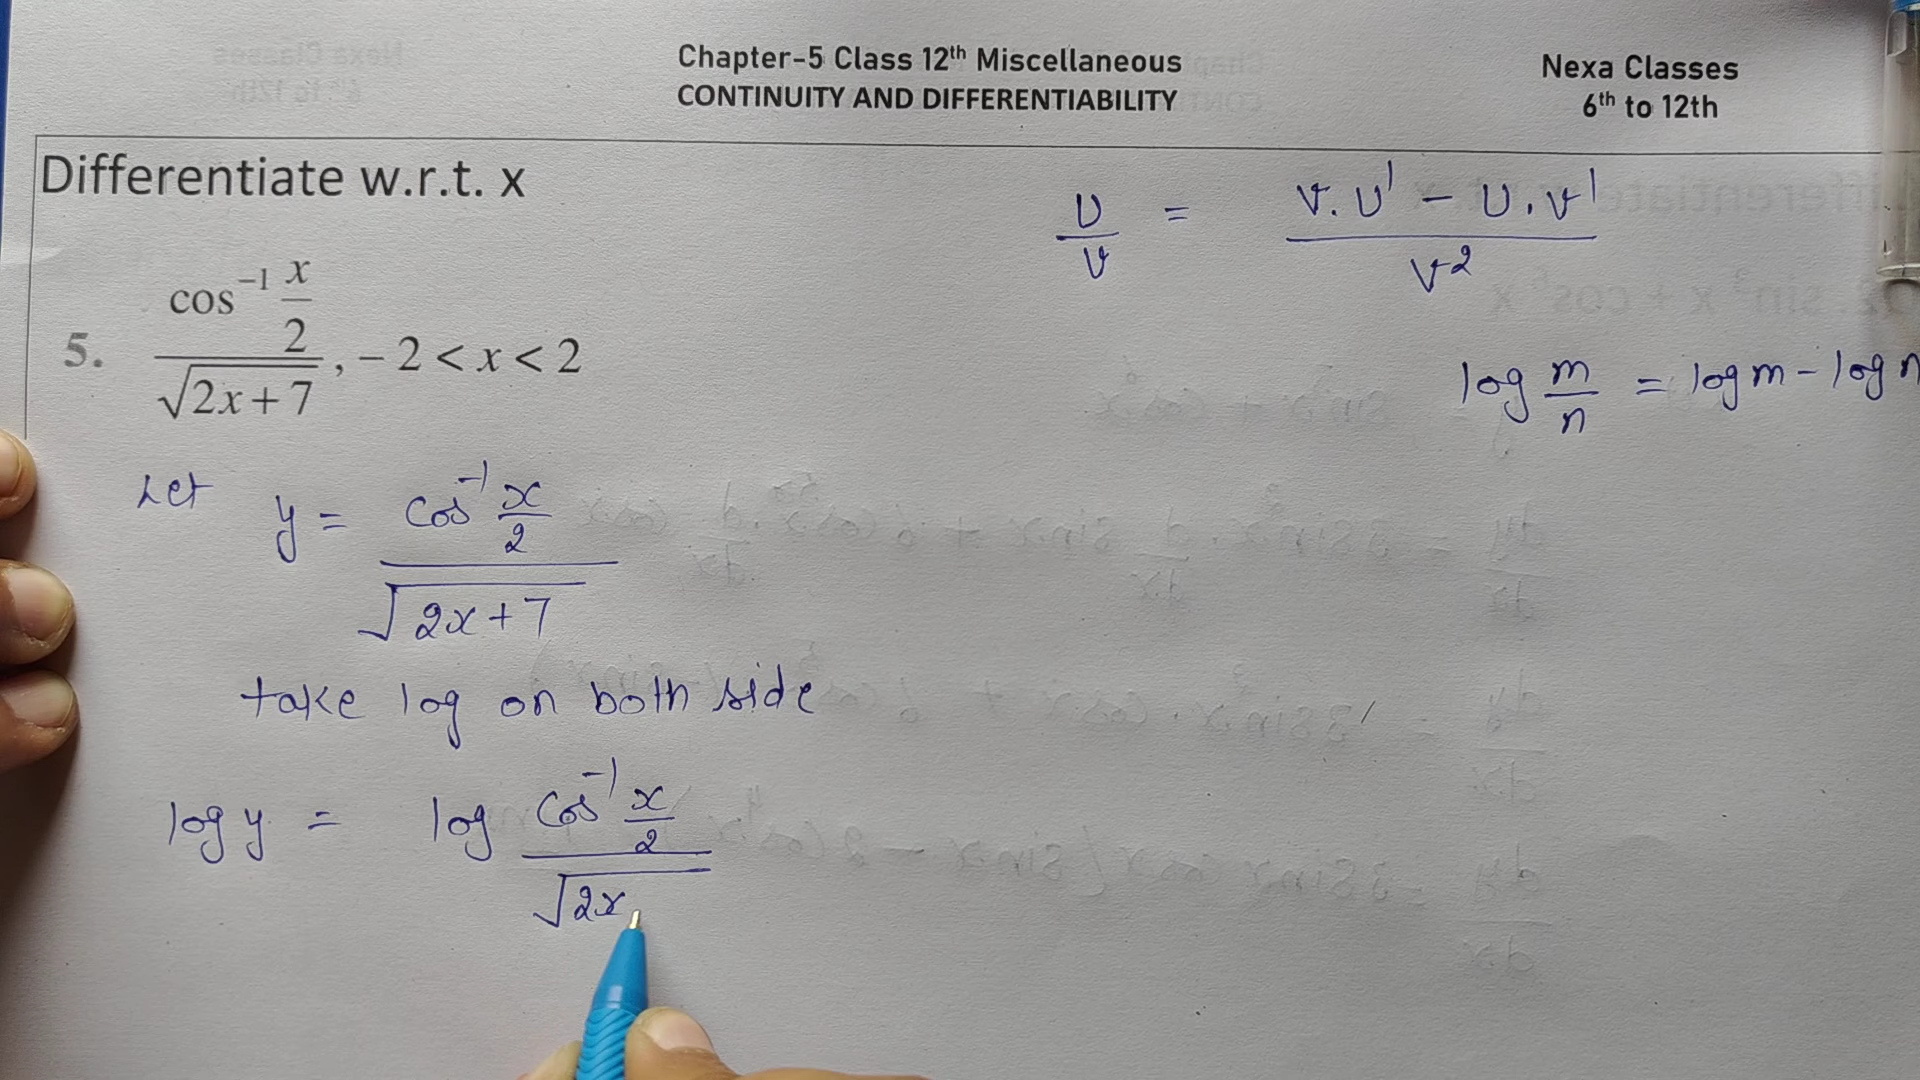 Chapter-5 Class 12th Miscellaneous
CONTINUITY AND DIFFERENTIABILITY
Nexa Classes
6th to 12th
Differentiate w.r.t. x
5. cos⁻¹ x/2 / √(2x+7), -2 < x < 2
U/V = V.U' - U.V' / V²
log m/n = log m - log n
Let y = cos⁻¹ x/2 / √(2x+7)
take log on both side
log y = log cos⁻¹ x/2 / √2x